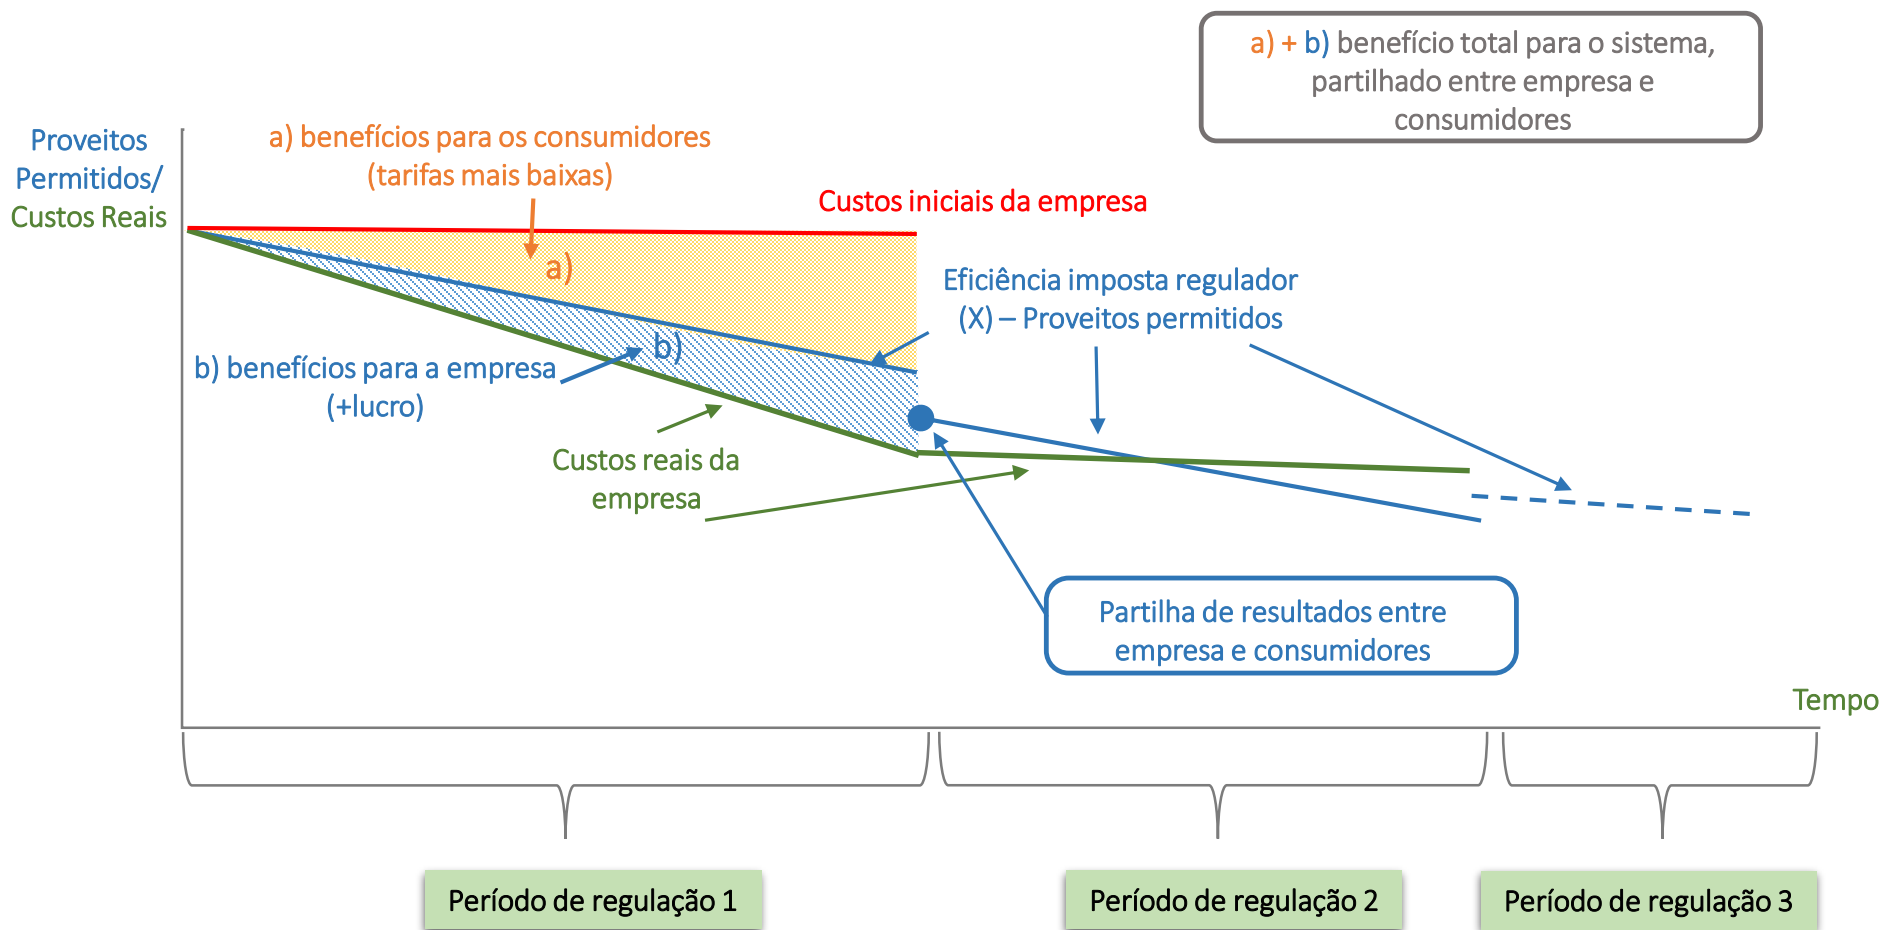 a) + b) benefício total para o sistema,
partilhado entre empresa e
consumidores
Proveitos
Permitidos/
Custos Reais
a) benefícios para os consumidores
(tarifas mais baixas)
Custos iniciais da empresa
a)
Eficiência imposta regulador
(X) – Proveitos permitidos
b)
b) benefícios para a empresa
(+lucro)
Custos reais da
empresa
Partilha de resultados entre
empresa e consumidores
Tempo
Período de regulação 1
Período de regulação 2
Período de regulação 3